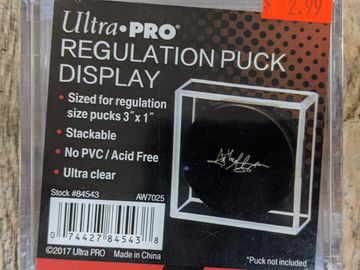 2.99
Ultra•PRO®
REGULATION PUCK
DISPLAY
• Sized for regulation
size pucks 3"x 1"
• Stackable
• No PVC / Acid Free
• Ultra clear
Stock #84543
AW7025
0 74427 84543 8
*Puck not included
©2017 Ultra PRO Made in China